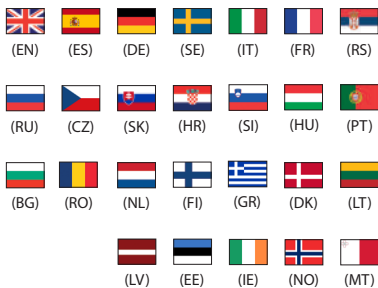 (EN) (ES) (DE) (SE) (IT) (FR) (RS)
(RU) (CZ) (SK) (HR) (SI) (HU) (PT)
(BG) (RO) (NL) (FI) (GR) (DK) (LT)
(LV) (EE) (IE) (NO) (MT)